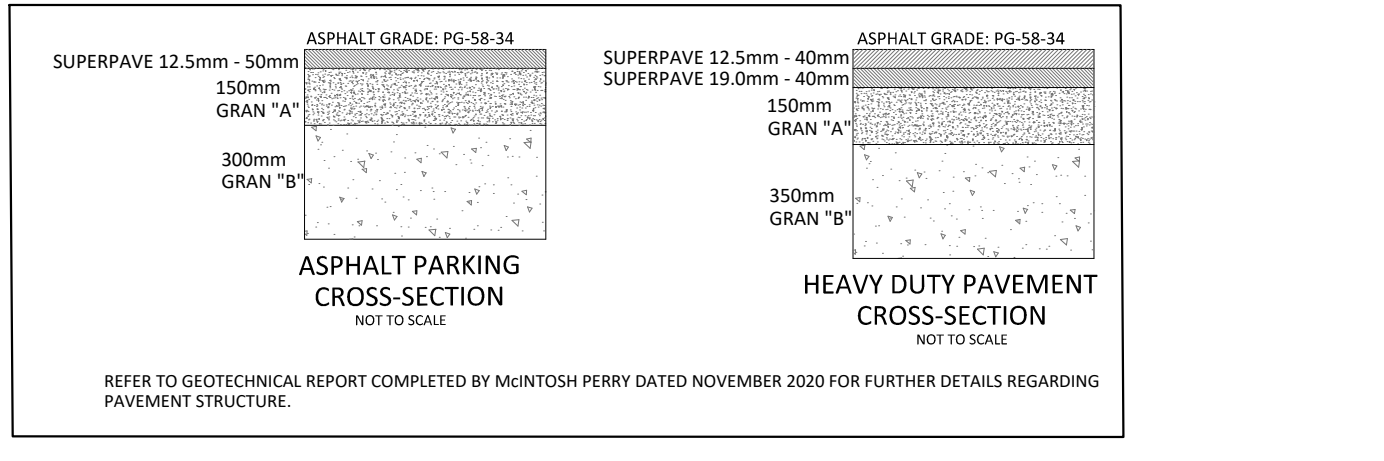 ASPHALT GRADE: PG-58-34
SUPERPAVE 12.5mm - 50mm
150mm
GRAN "A"
300mm
GRAN "B"
ASPHALT PARKING
CROSS-SECTION
NOT TO SCALE
ASPHALT GRADE: PG-58-34
SUPERPAVE 12.5mm - 40mm
SUPERPAVE 19.0mm - 40mm
150mm
GRAN "A"
350mm
GRAN "B"
HEAVY DUTY PAVEMENT
CROSS-SECTION
NOT TO SCALE
REFER TO GEOTECHNICAL REPORT COMPLETED BY McINTOSH PERRY DATED NOVEMBER 2020 FOR FURTHER DETAILS REGARDING
PAVEMENT STRUCTURE.